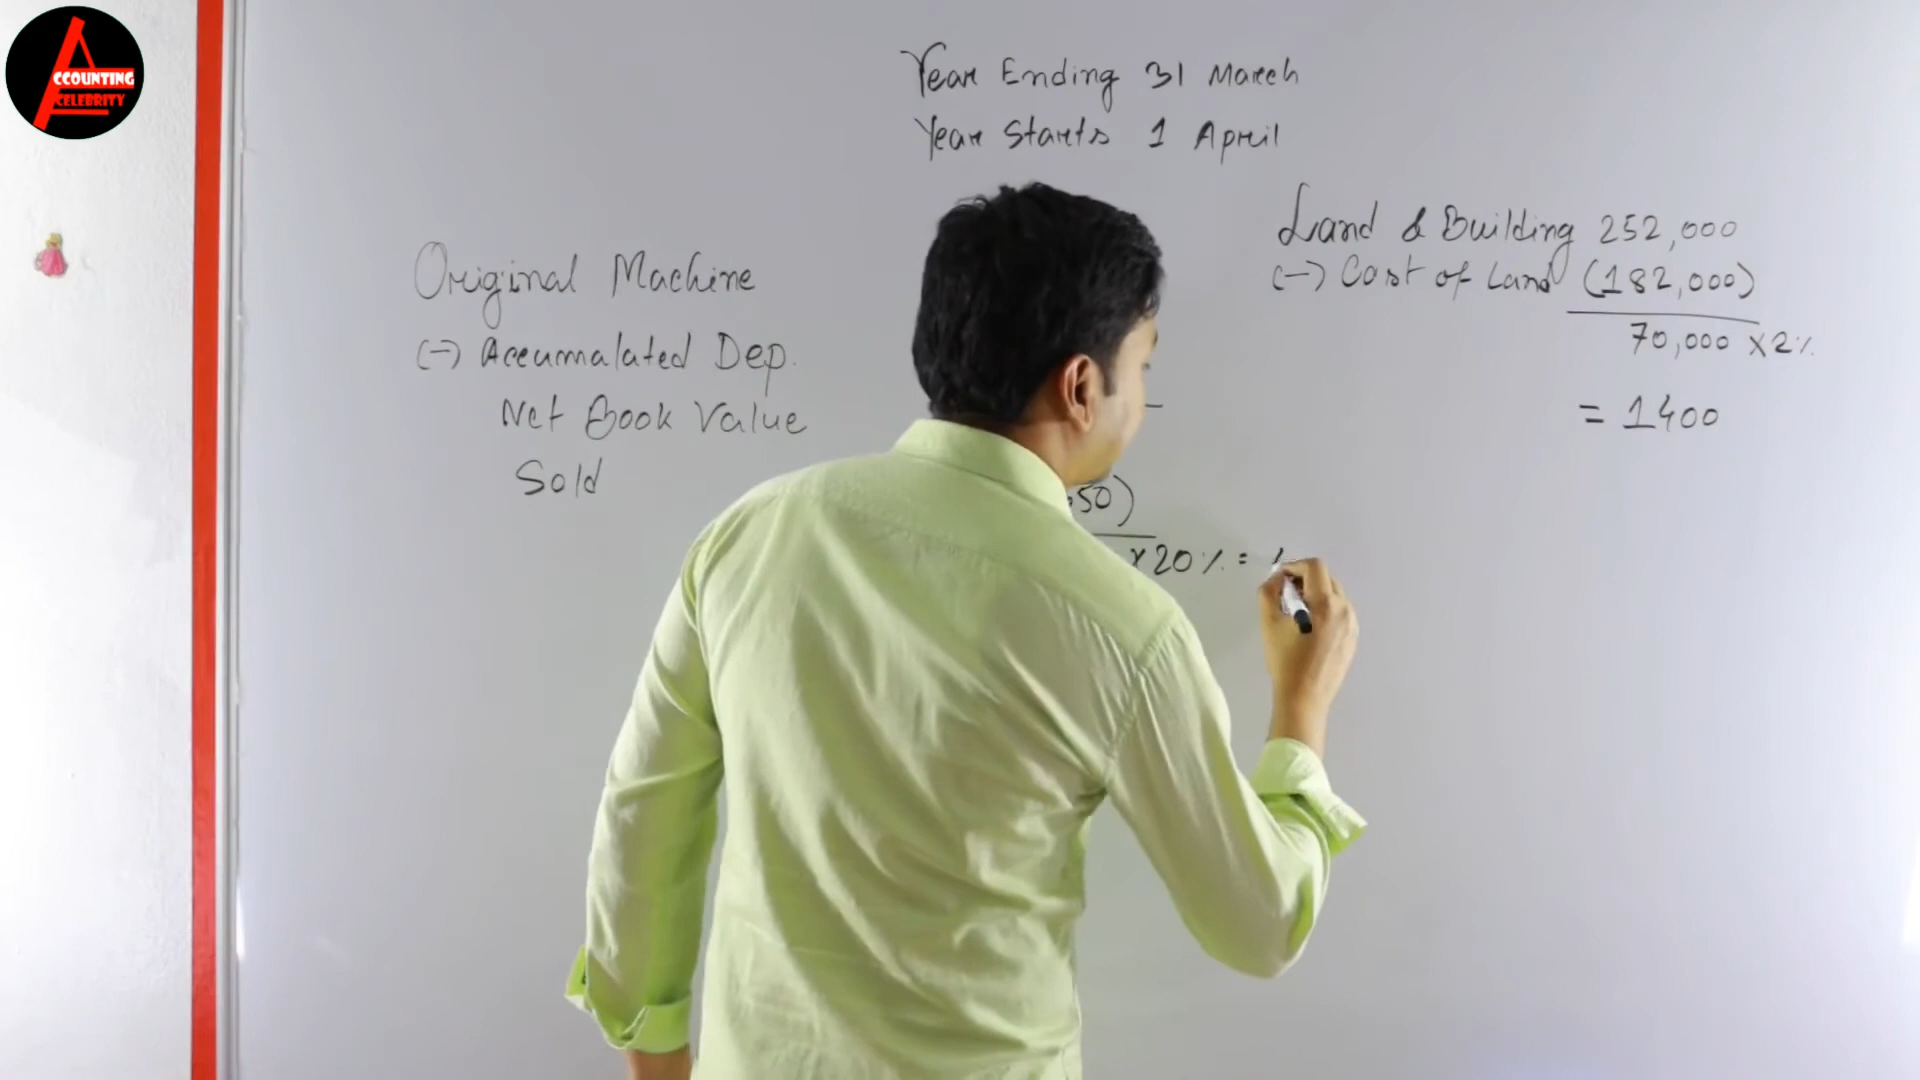 ACCOUNTING
CELEBRITY
Year Ending 31 March
Year Starts 1 April
Original Machine
(-) Accumalated Dep.
Net Book Value
Sold
50)
x 20% =
Land & Building 252,000
(-) Cost of Land (182,000)
70,000 x 2%
= 1400